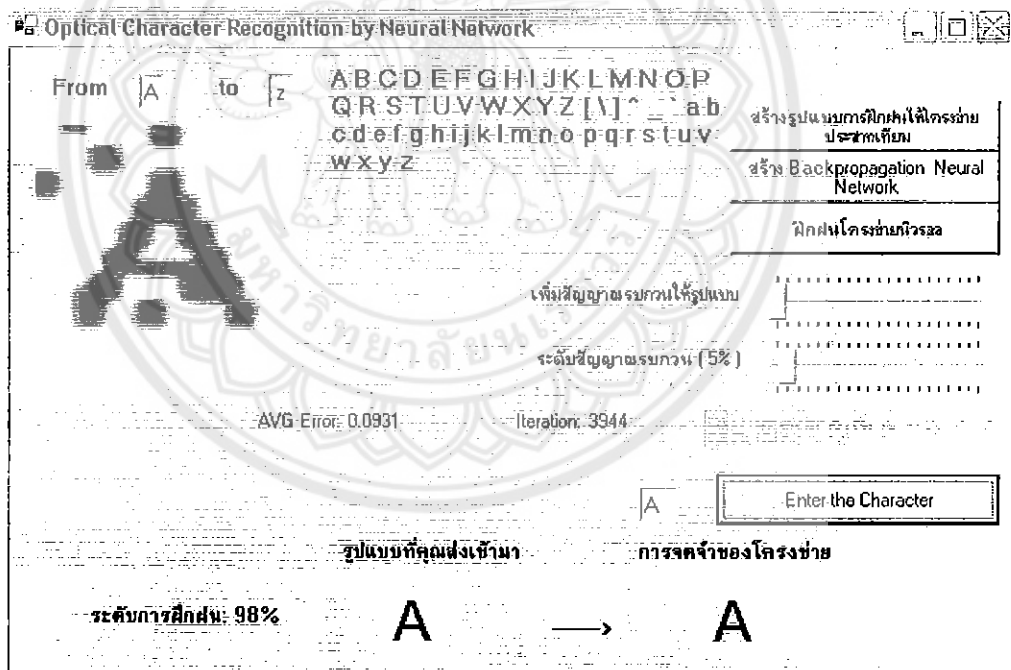 Optical Character Recognition by Neural Network
From A to z
A B C D E F G H I J K L M N O P
Q R S T U V W X Y Z [ \ ] ^ _ ` a b
c d e f g h i j k l m n o p q r s t u v
w x y z
สร้างรูปแบบการฝึกฝนให้โครงข่าย
ประสาทเทียม
สร้าง Backpropagation Neural
Network
ฝึกฝนโครงข่ายนิวรอล
เพิ่มสัญญาณรบกวนให้รูปแบบ
ระดับสัญญาณรบกวน ( 5% )
AVG Error: 0.0931 Iteration: 3944
A Enter the Character
รูปแบบที่คุณส่งเข้ามา การจดจำของโครงข่าย
ระดับการฝึกฝน: 98% A → A